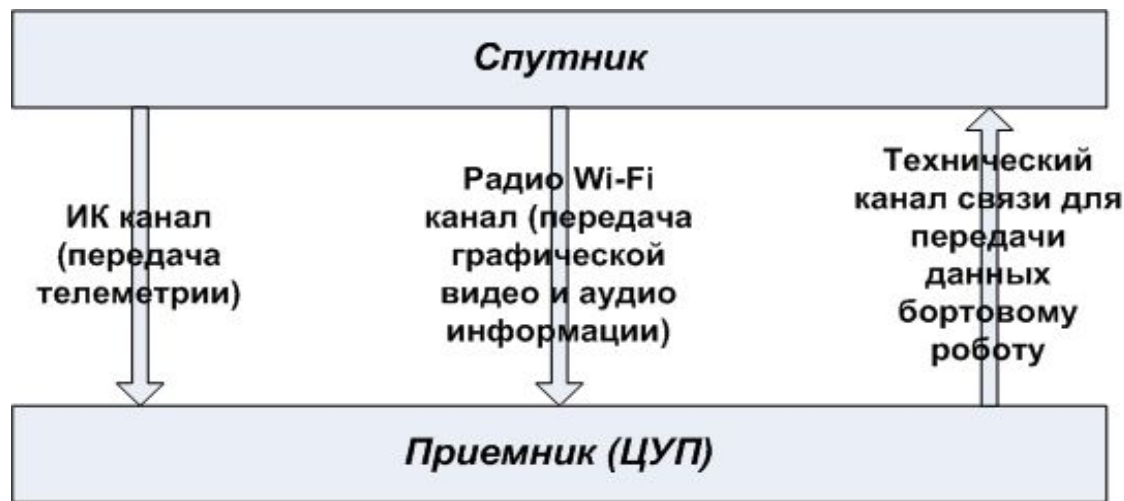 Спутник
ИК канал
(передача
телеметрии)
Радио Wi-Fi
канал (передача
графической
видео и аудио
информации)
Технический
канал связи для
передачи
данных
бортовому
роботу
Приемник (ЦУП)